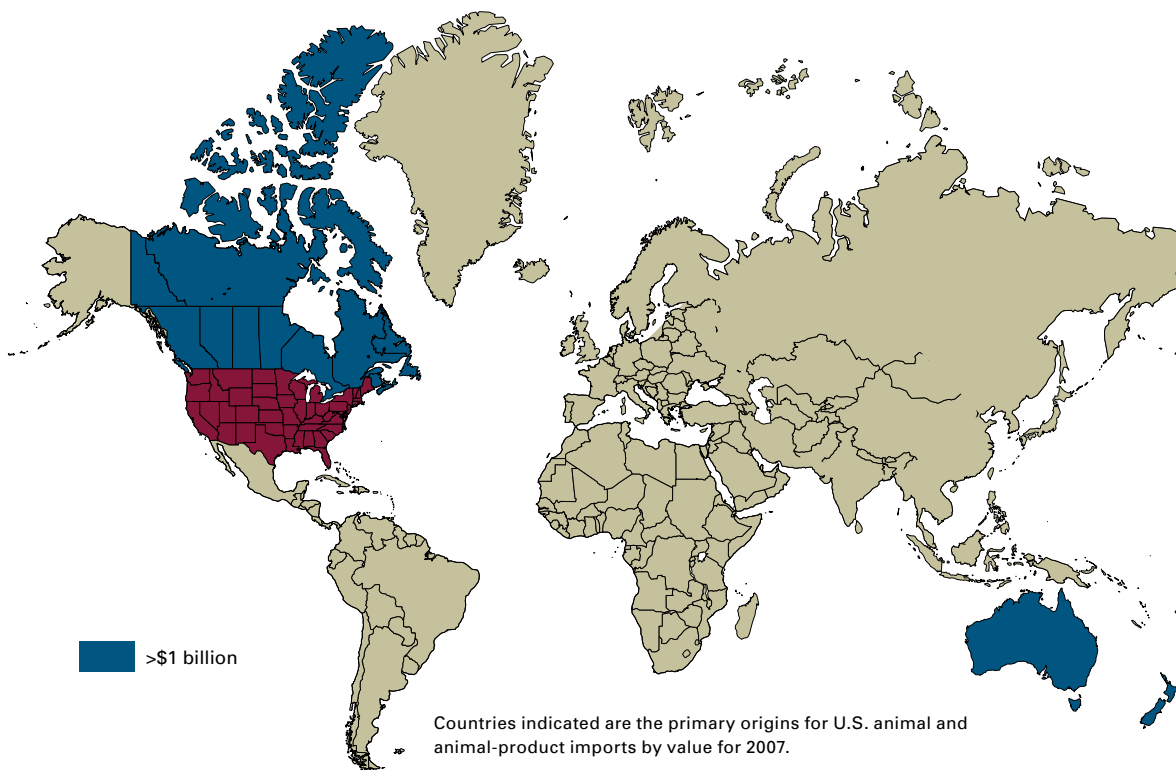 >$1 billion
Countries indicated are the primary origins for U.S. animal and
animal-product imports by value for 2007.